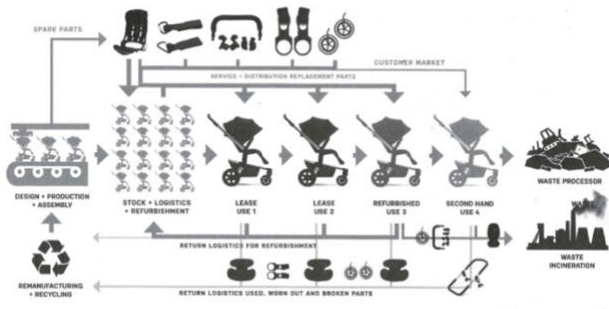 SPARE PARTS
CUSTOMER MARKET
SERVICE + DISTRIBUTION REPLACEMENT PARTS
DESIGN + PRODUCTION
+ ASSEMBLY
STOCK + LOGISTICS
+ REFURBISHMENT
LEASE
USE 1
LEASE
USE 2
REFURBISHED
USE 3
SECOND HAND
USE 4
WASTE PROCESSOR
RETURN LOGISTICS FOR REFURBISHMENT
WASTE
INCINERATION
REMANUFACTURING
+ RECYCLING
RETURN LOGISTICS USED, WORN OUT AND BROKEN PARTS